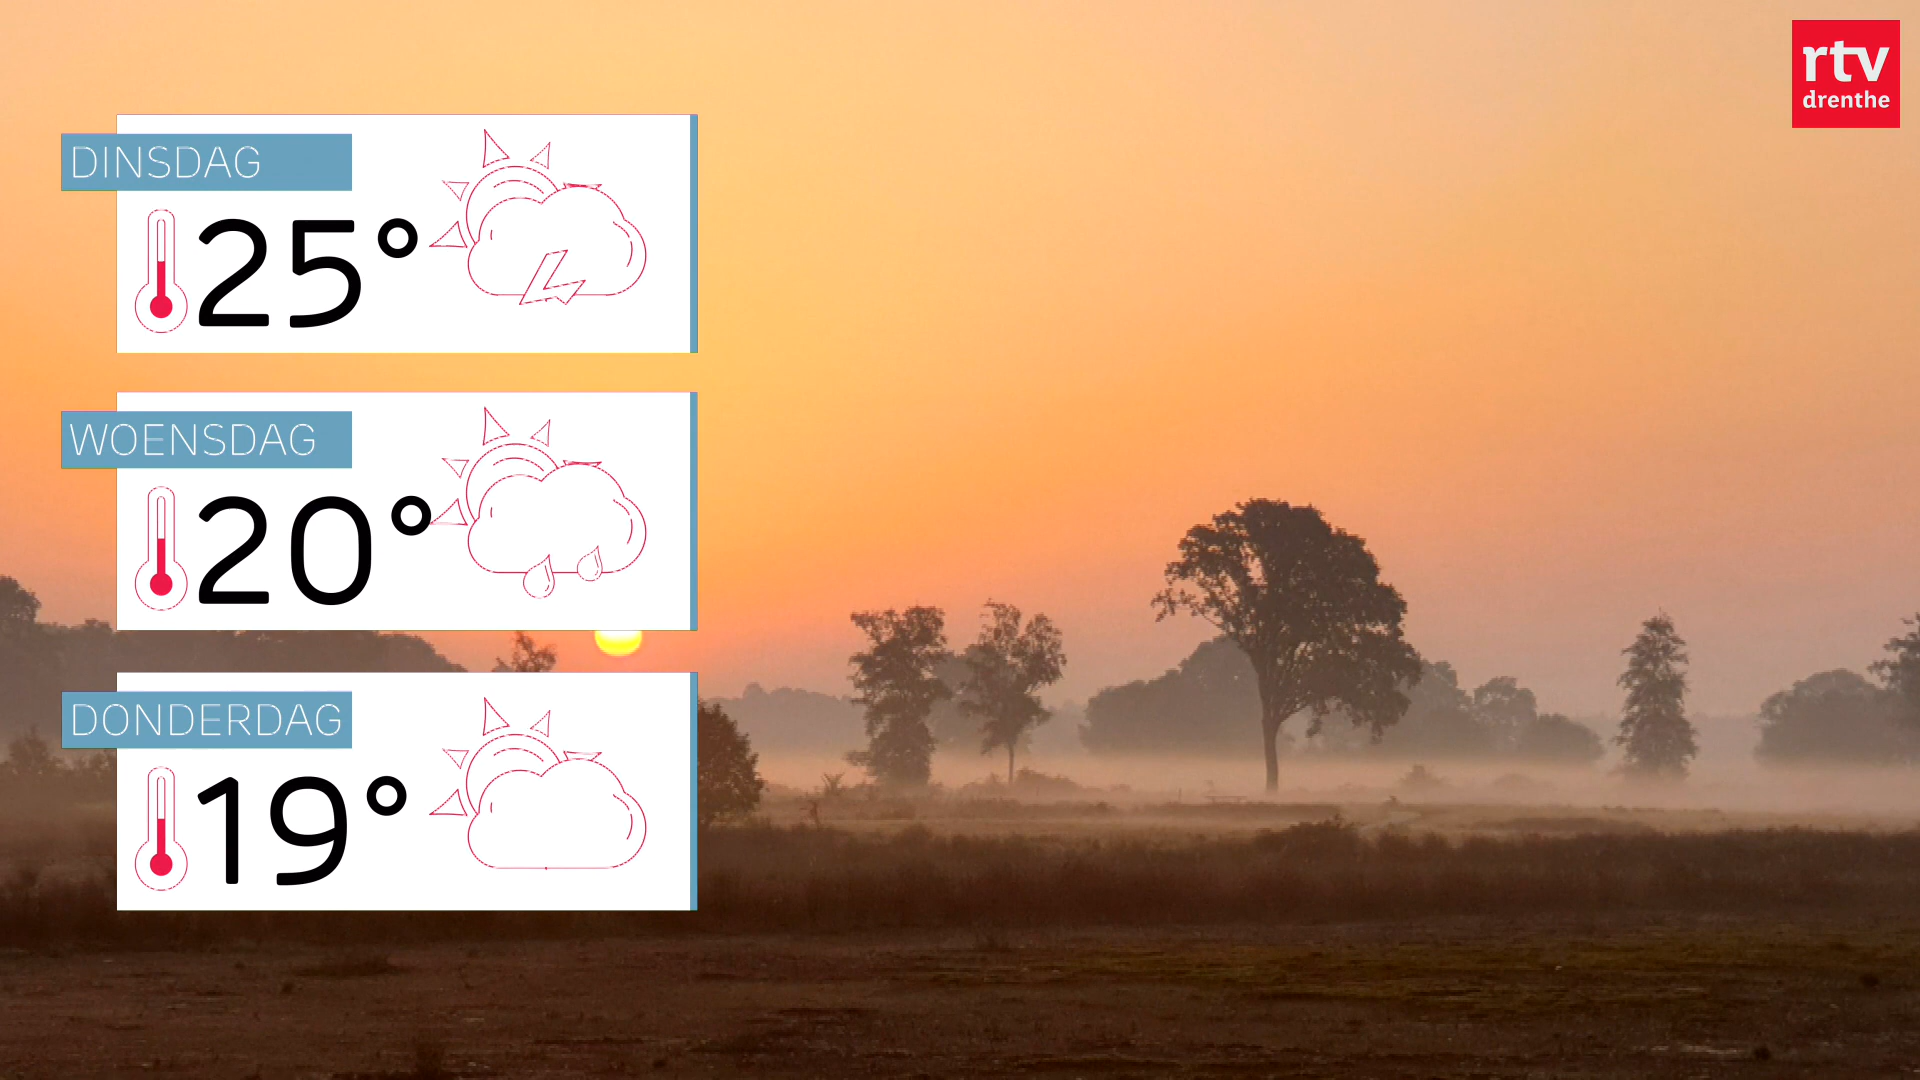 rtv
drenthe
DINSDAG
25°
WOENSDAG
20°
DONDERDAG
19°